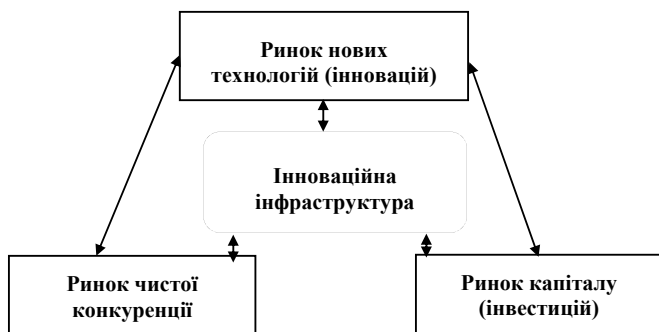 Ринок нових
технологій (інновацій)
Інноваційна
інфраструктура
Ринок чистої
конкуренції
Ринок капіталу
(інвестицій)